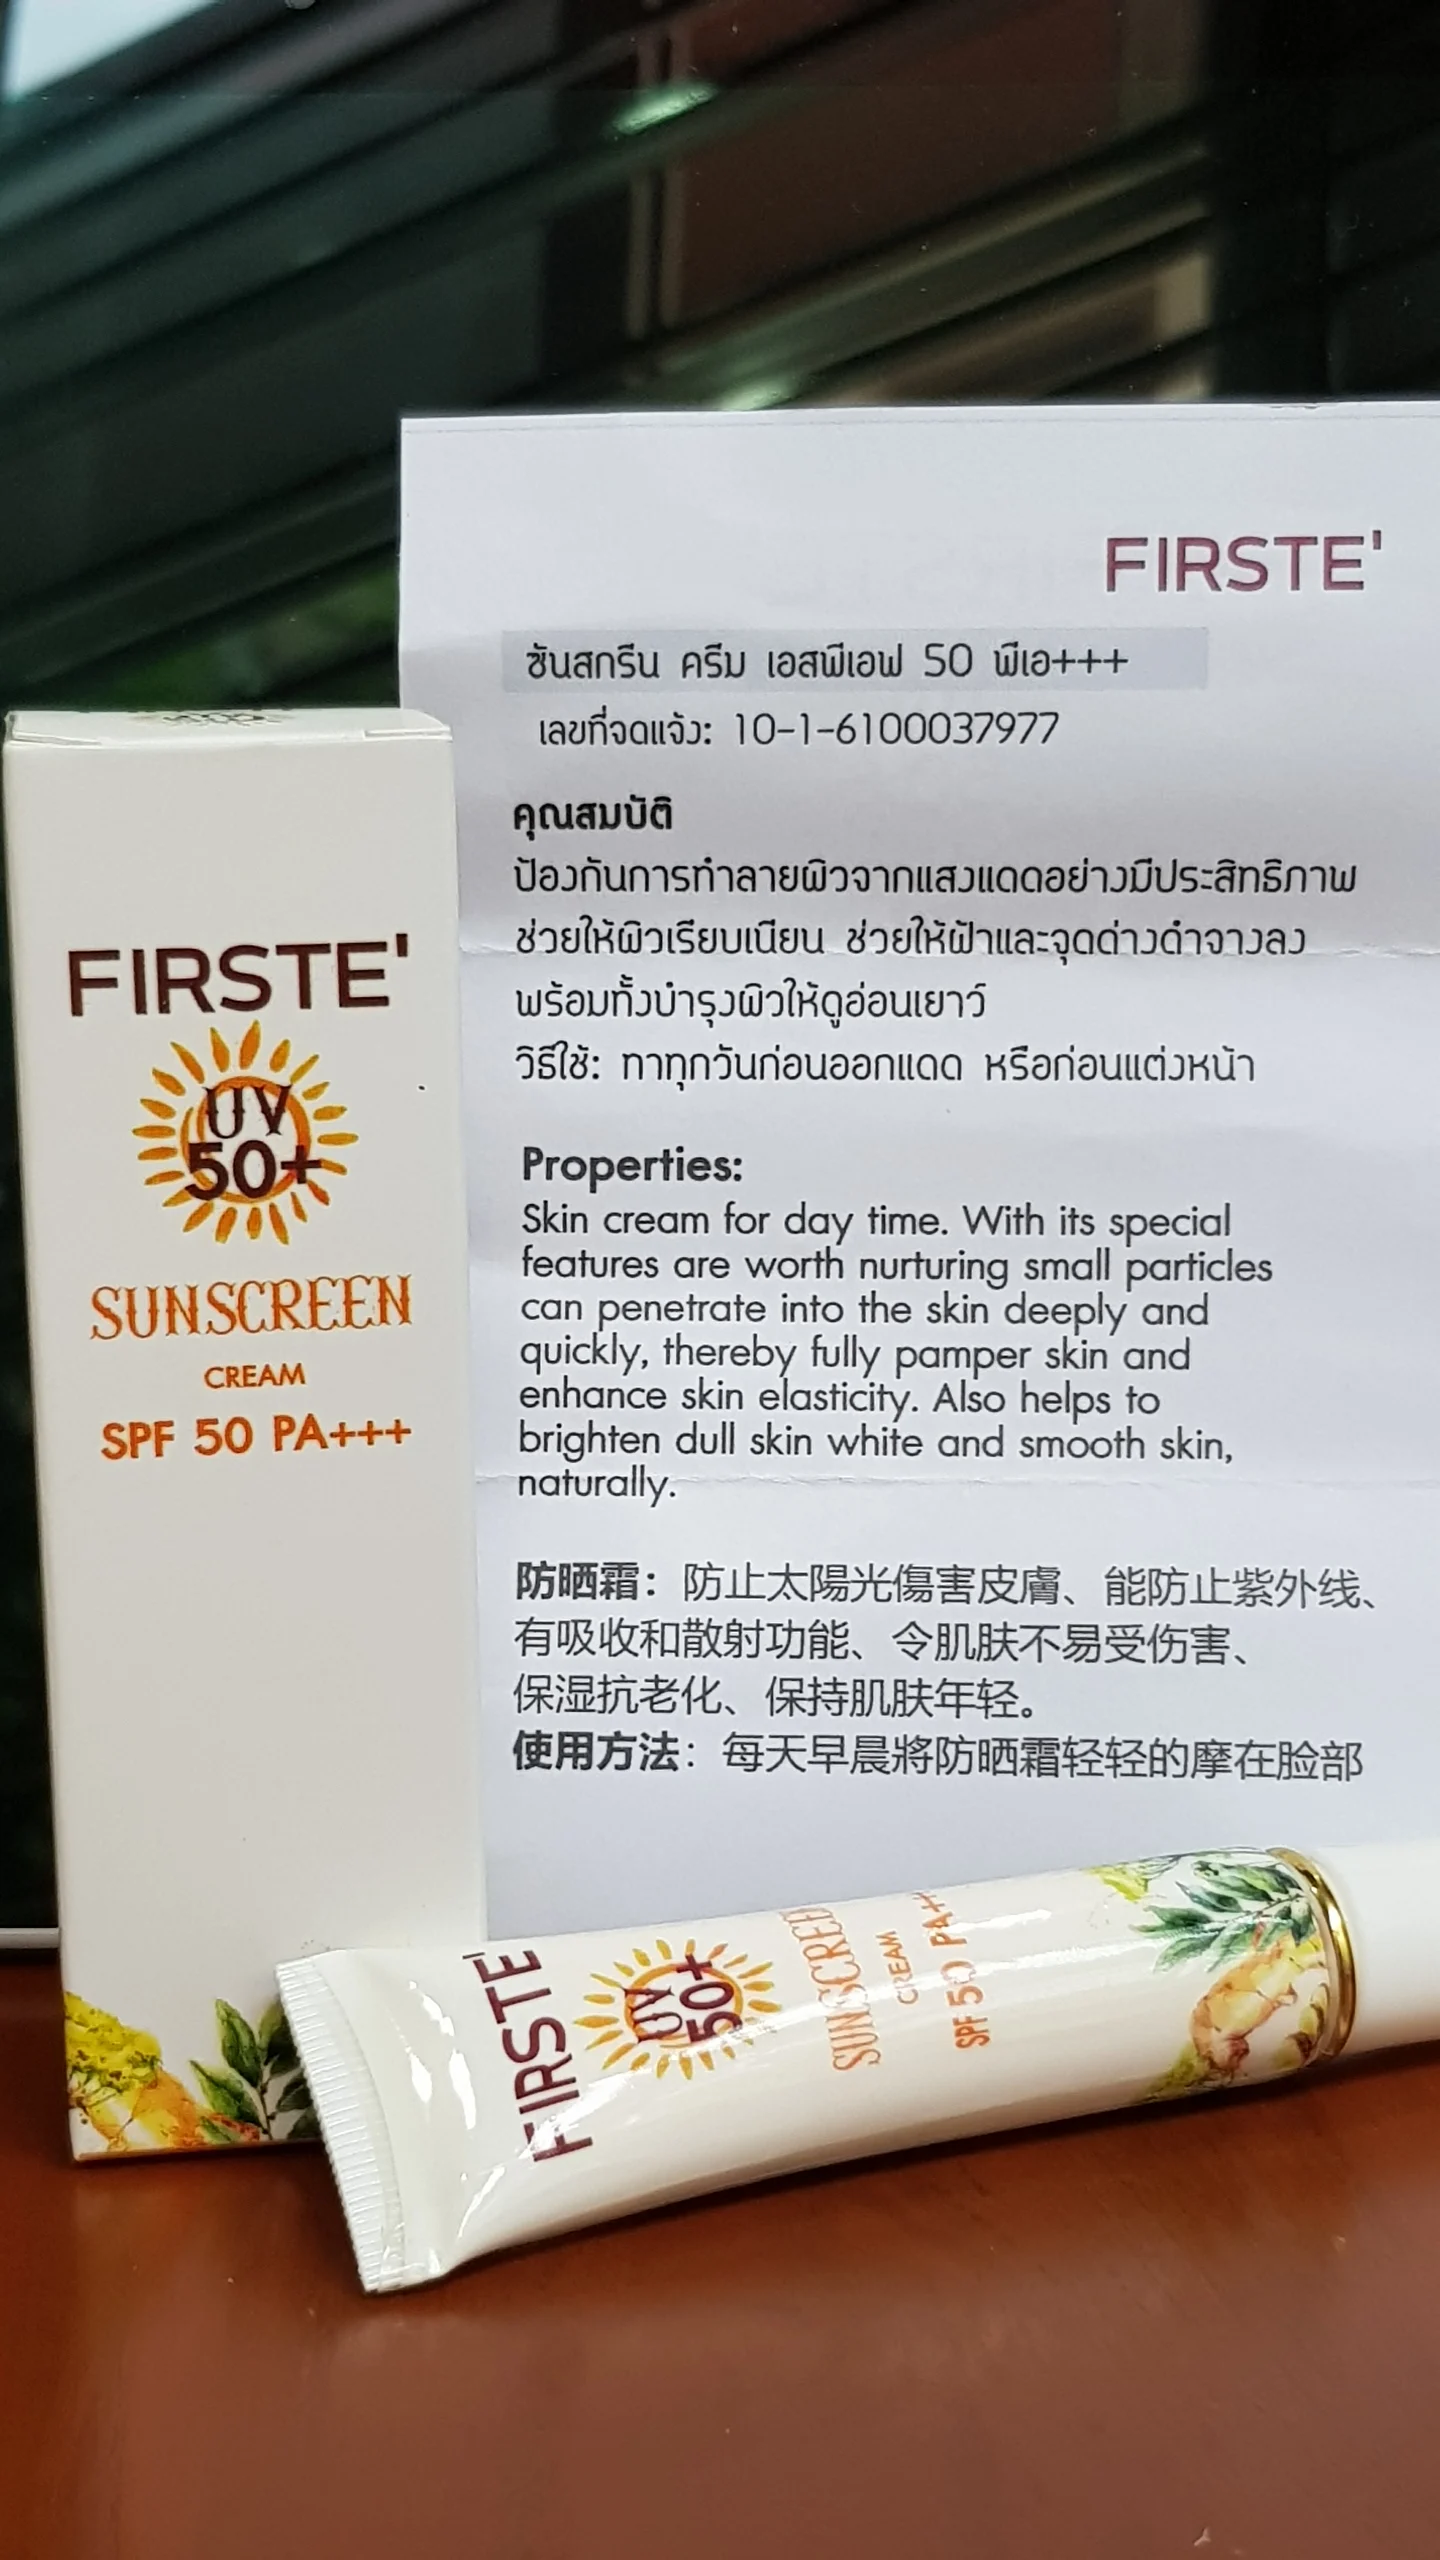 FIRSTE'
ซันสกรีน ครีม เอสพีเอฟ 50 พีเอ+++
เลขที่จดแจ้ง: 10-1-6100037977
คุณสมบัติ
ป้องกันการทำลายผิวจากแสงแดดอย่างมีประสิทธิภาพ
ช่วยให้ผิวเรียบเนียน ช่วยให้ฝ้าและจุดด่างดำจางลง
พร้อมทั้งบำรุงผิวให้ดูอ่อนเยาว์
วิธีใช้: ทาทุกวันก่อนออกแดด หรือก่อนแต่งหน้า
Properties:
Skin cream for day time. With its special
features are worth nurturing small particles
can penetrate into the skin deeply and
quickly, thereby fully pamper skin and
enhance skin elasticity. Also helps to
brighten dull skin white and smooth skin,
naturally.
防晒霜：防止太陽光傷害皮膚、能防止紫外线、
有吸收和散射功能、令肌肤不易受伤害、
保湿抗老化、保持肌肤年轻。
使用方法：每天早晨將防晒霜轻轻的摩在脸部
FIRSTE'
UV
50+
SUNSCREEN
CREAM
SPF 50 PA+++
FIRSTE'
UV
50+
SUNSCREEN
CREAM
SPF 50 PA++